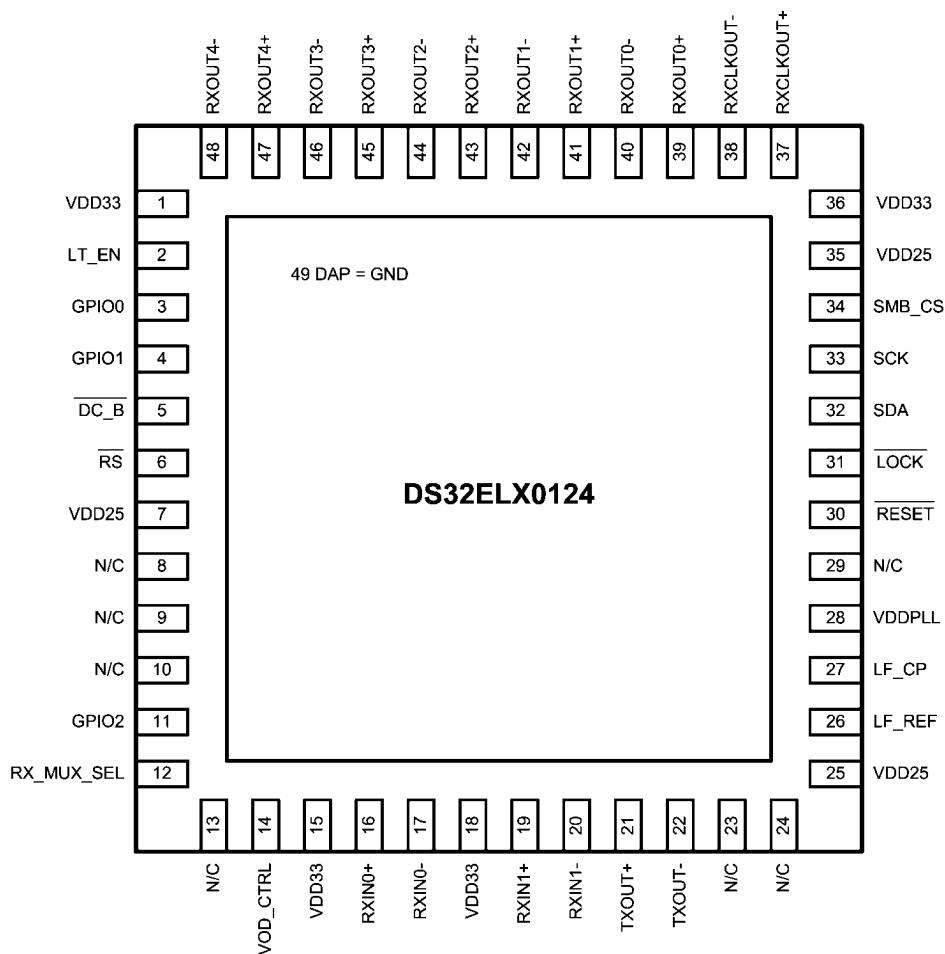 RXOUT4-
RXOUT4+
RXOUT3-
RXOUT3+
RXOUT2-
RXOUT2+
RXOUT1-
RXOUT1+
RXOUT0-
RXOUT0+
RXCLKOUT-
RXCLKOUT+
48
47
46
45
44
43
42
41
40
39
38
37
VDD33 1
LT_EN 2
GPIO0 3
GPIO1 4
DC_B 5
RS 6
VDD25 7
N/C 8
N/C 9
N/C 10
GPIO2 11
RX_MUX_SEL 12
49 DAP = GND
DS32ELX0124
36 VDD33
35 VDD25
34 SMB_CS
33 SCK
32 SDA
31 LOCK
30 RESET
29 N/C
28 VDDPLL
27 LF_CP
26 LF_REF
25 VDD25
13
14
15
16
17
18
19
20
21
22
23
24
N/C
VOD_CTRL
VDD33
RXIN0+
RXIN0-
VDD33
RXIN1+
RXIN1-
TXOUT+
TXOUT-
N/C
N/C